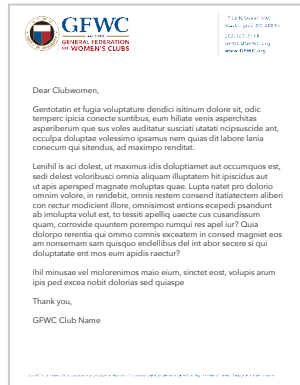 GFWC
GENERAL FEDERATION
OF WOMEN'S CLUBS
Washington, DC 20036
www.GFWC.org
Dear Clubwomen,
Gentotatin et fugia voluptature dendici isitinum dolore sit, odic
temperc ipicia conecte suntibus, eum hiliate venis asperchitas
asperiberum que sus voles auditatur susciati utatati ncipsuscide ant,
occulpa doluptae volessimo ipsamus nem quias dit labore lania
conecum qui sitendus, ad maximpo renditat.
Lenihil is aci dolest, ut maximus idis doluptiamet aut occumquos est,
sedi delest voloribusci omnia aliquam illuptatem hit ipiscidus aut
ut apis apersped magnate moluptas quae. Lupta natet pro dolorio
omnim volore, in rendebit, omnis restem consend itatiectatem aliberi
con rectur modicient illore, omnisimost entions ecepedi psandunt
ab imolupta volut est, to tessiti apelliq uaecte cus cusandissum
quam, corrovide quuntem porempo rumqui res apel iur? Quia
dolorpo rerentia qui ommo comnis exceatem in consed magniet eos
am nonsernam sam quisquo endellibus del int abor secere si qui
doluptatate ent mos eum apidis raectur?
Ihil minusae vel molorenimos maio eium, sinctet eost, volupis arum
ipis ped excea nobit dolorias sed quiaspe
Thank you,
GFWC Club Name